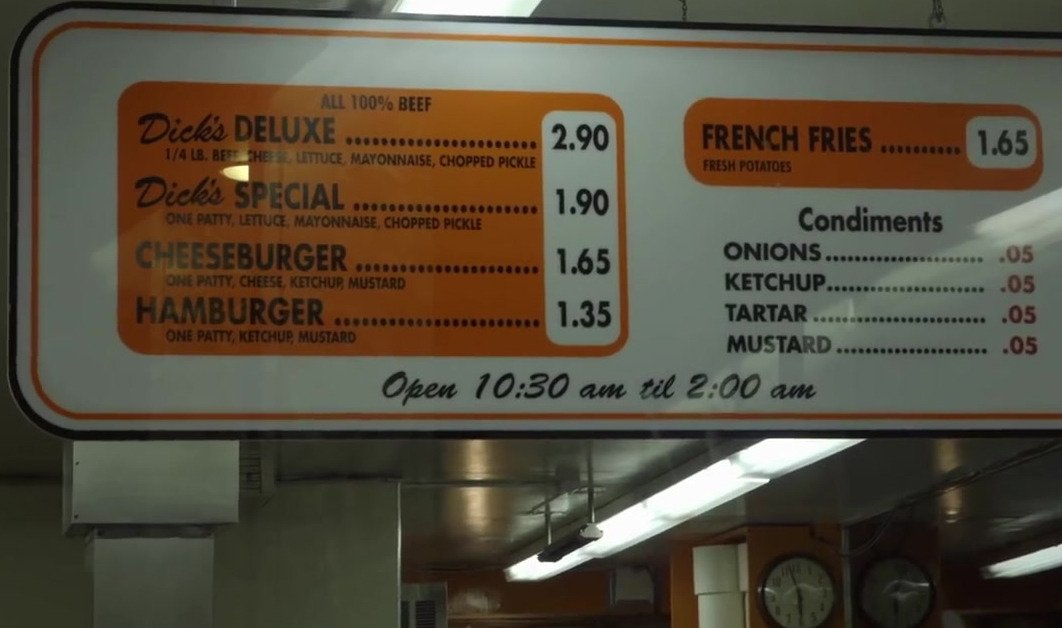 ALL 100% BEEF
Dick's DELUXE ........................ 2.90
1/4 LB. BEEF, CHEESE, LETTUCE, MAYONNAISE, CHOPPED PICKLE
Dick's SPECIAL ....................... 1.90
ONE PATTY, LETTUCE, MAYONNAISE, CHOPPED PICKLE
CHEESEBURGER ....................... 1.65
ONE PATTY, CHEESE, KETCHUP, MUSTARD
HAMBURGER .......................... 1.35
ONE PATTY, KETCHUP, MUSTARD
FRENCH FRIES .......... 1.65
FRESH POTATOES
Condiments
ONIONS ...................... .05
KETCHUP ...................... .05
TARTAR ........................ .05
MUSTARD ..................... .05
Open 10:30 am til 2:00 am